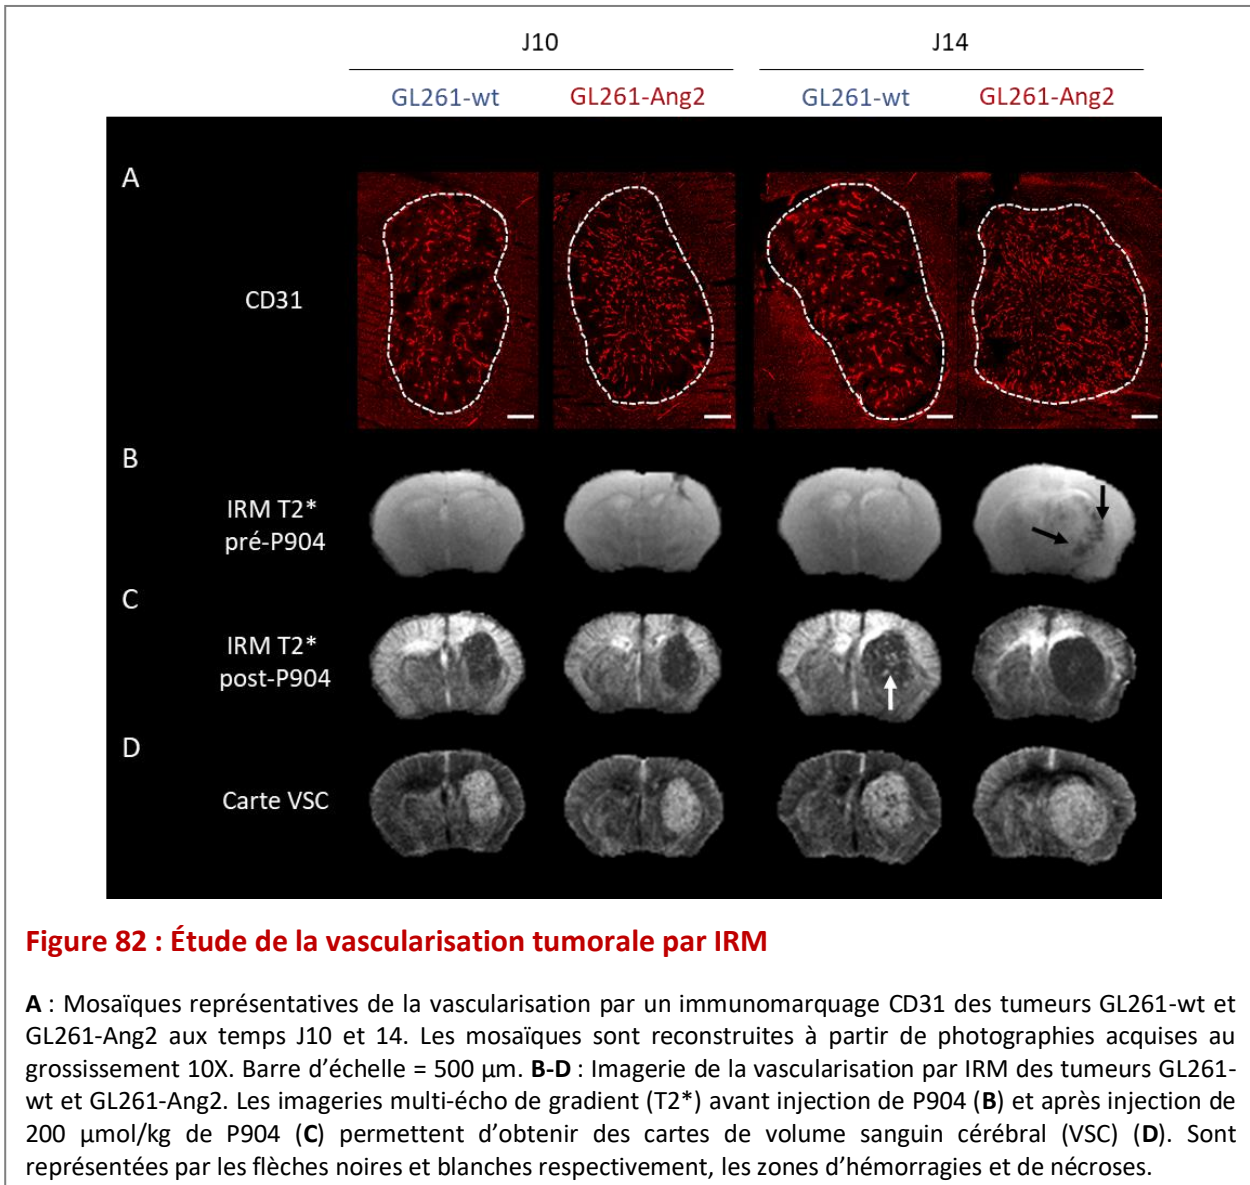 J10 J14
GL261-wt GL261-Ang2 GL261-wt GL261-Ang2
A
CD31
B
IRM T2*
pré-P904
C
IRM T2*
post-P904
D
Carte VSC
Figure 82 : Étude de la vascularisation tumorale par IRM
A : Mosaïques représentatives de la vascularisation par un immunomarquage CD31 des tumeurs GL261-wt et
GL261-Ang2 aux temps J10 et 14. Les mosaïques sont reconstruites à partir de photographies acquises au
grossissement 10X. Barre d’échelle = 500 µm. B-D : Imagerie de la vascularisation par IRM des tumeurs GL261-
wt et GL261-Ang2. Les imageries multi-écho de gradient (T2*) avant injection de P904 (B) et après injection de
200 µmol/kg de P904 (C) permettent d’obtenir des cartes de volume sanguin cérébral (VSC) (D). Sont
représentées par les flèches noires et blanches respectivement, les zones d’hémorragies et de nécroses.